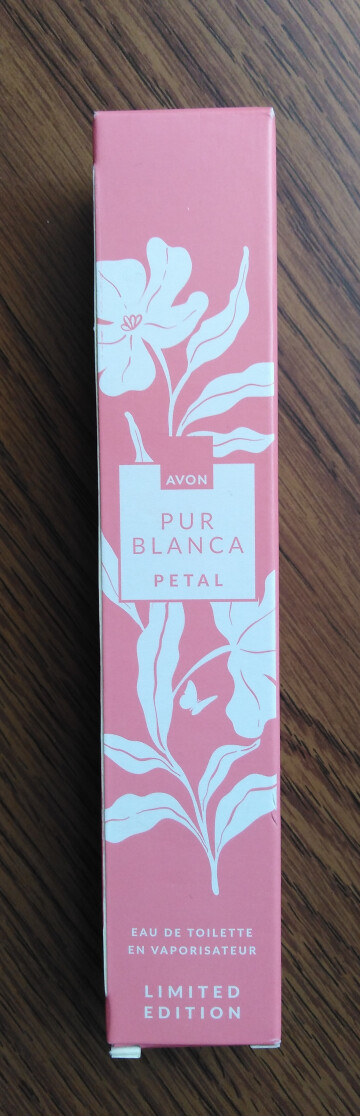 AVON
PUR
BLANCA
PETAL
EAU DE TOILETTE
EN VAPORISATEUR
LIMITED
EDITION